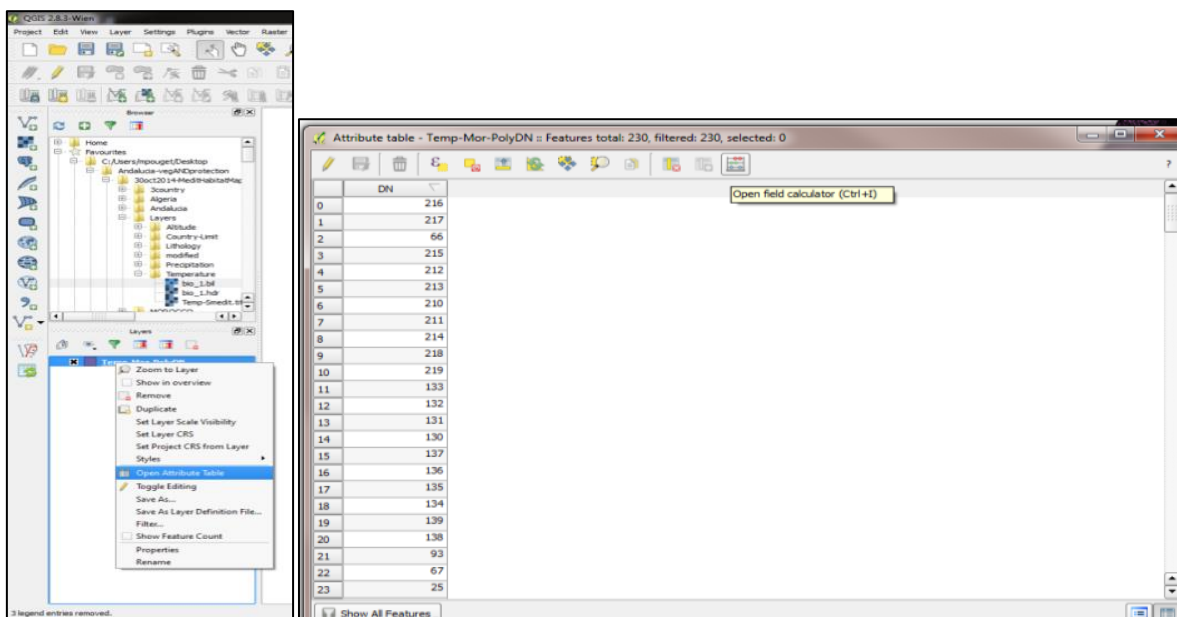 QGIS 2.8.3-Wien
Project Edit View Layer Settings Plugins Vector Raster
Browser
Home
Favourites
C:/Users/mpouget/Desktop
Andalucia-vegANDprotection
30oct2014-MeditHabitatMap
3country
Algeria
Andalucia
Layers
Altitude
Country-Limit
Lithology
modified
Precipitation
Temperature
bio_1.bil
bio_1.hdr
Temp-Smedit.tif
MOROCCO
Layers
Temp-Mor-PolyDN
Zoom to Layer
Show in overview
Remove
Duplicate
Set Layer Scale Visibility
Set Layer CRS
Set Project CRS from Layer
Styles
Open Attribute Table
Toggle Editing
Save As...
Save As Layer Definition File...
Filter...
Show Feature Count
Properties
Rename
3 legend entries removed.
Attribute table - Temp-Mor-PolyDN :: Features total: 230, filtered: 230, selected: 0
?
Open field calculator (Ctrl+I)
DN
0 216
1 217
2 66
3 215
4 212
5 213
6 210
7 211
8 214
9 218
10 219
11 133
12 132
13 131
14 130
15 137
16 136
17 135
18 134
19 139
20 138
21 93
22 67
23 25
Show All Features